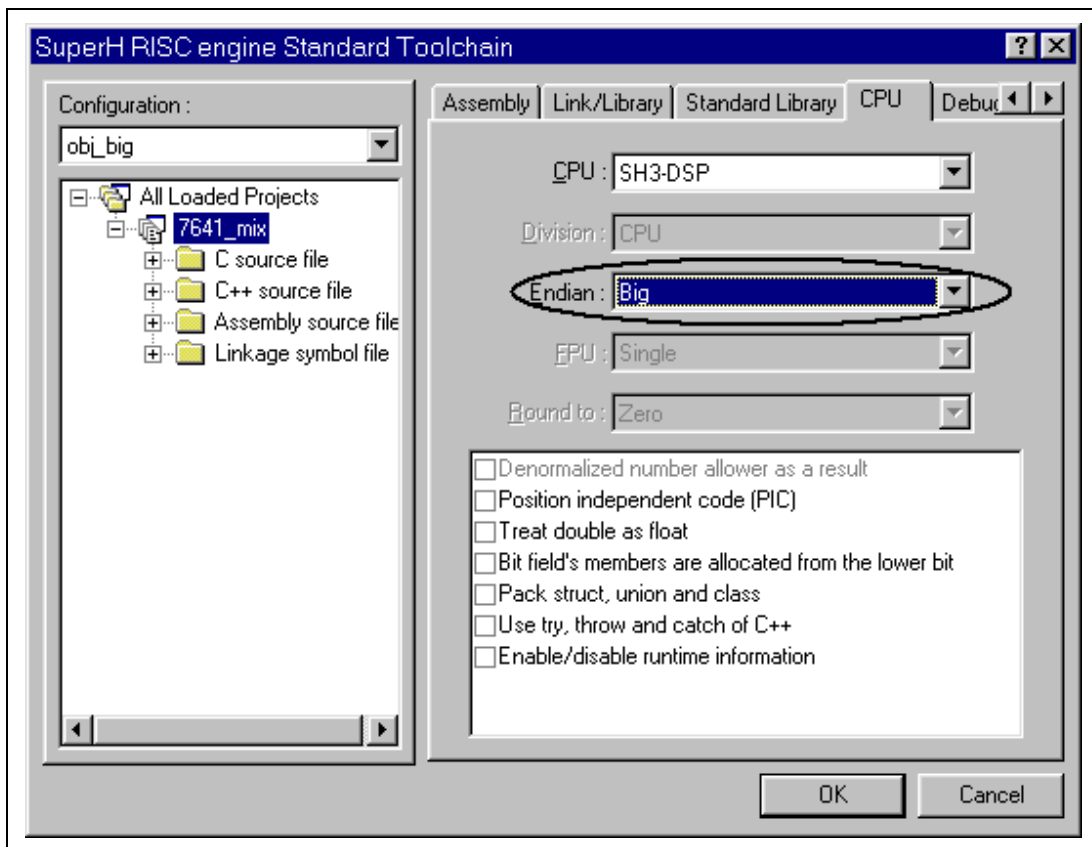 SuperH RISC engine Standard Toolchain
Configuration :
obj_big
All Loaded Projects
7641_mix
C source file
C++ source file
Assembly source file
Linkage symbol file
Assembly Link/Library Standard Library CPU Debug
CPU : SH3-DSP
Division : CPU
Endian : Big
FPU : Single
Round to : Zero
Denormalized number allower as a result
Position independent code (PIC)
Treat double as float
Bit field's members are allocated from the lower bit
Pack struct, union and class
Use try, throw and catch of C++
Enable/disable runtime information
OK Cancel